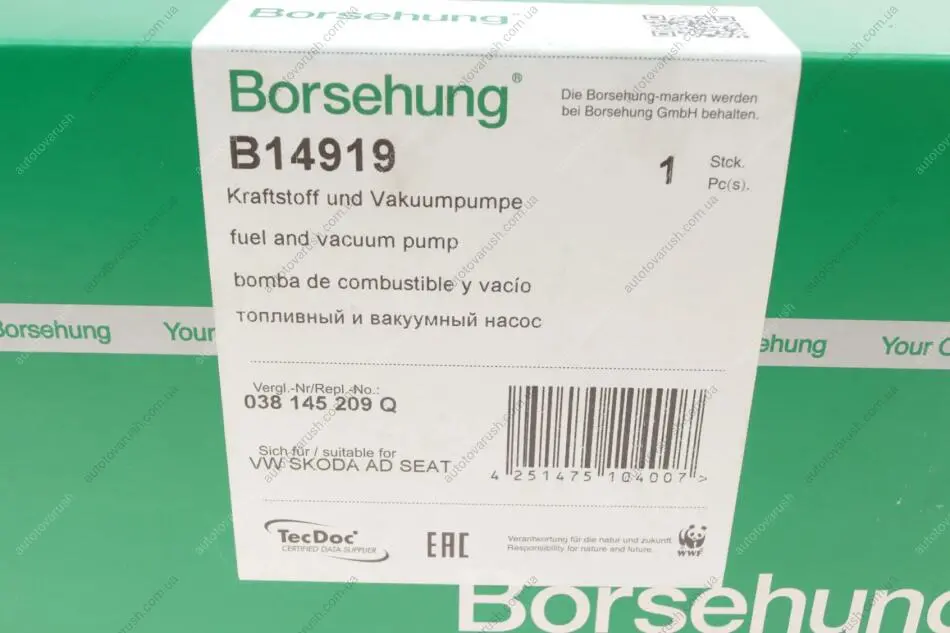 Borsehung
Borsehung®
Die Borsehung-marken werden
bei Borsehung GmbH behalten.
B14919
1 Stck.
Pc(s).
Kraftstoff und Vakuumpumpe
fuel and vacuum pump
bomba de combustible y vacío
топливный и вакуумный насос
Borsehung Your
ehung Your C
Vergl.-Nr/Repl.-No.:
038 145 209 Q
Sich für / suitable for
VW SKODA AD SEAT
4 251475 104007 >
TecDoc
CERTIFIED DATA SUPPLIER
EAC
Verantwortung für die natur und zukunft.
Responsibility for nature and future.
WWF
Borsehung
autotovarush.com.ua